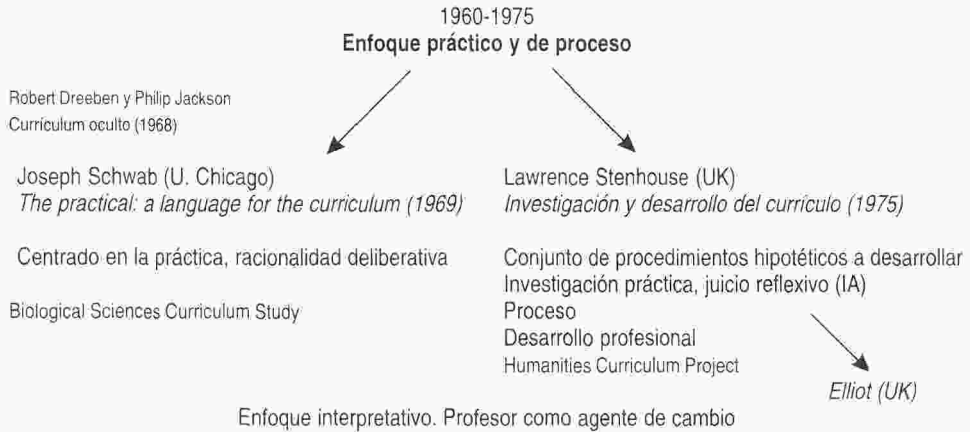 1960-1975
Enfoque práctico y de proceso
Robert Dreeben y Philip Jackson
Currículum oculto (1968)
Joseph Schwab (U. Chicago)
The practical: a language for the curriculum (1969)
Centrado en la práctica, racionalidad deliberativa
Biological Sciences Curriculum Study
Lawrence Stenhouse (UK)
Investigación y desarrollo del currículo (1975)
Conjunto de procedimientos hipotéticos a desarrollar
Investigación práctica, juicio reflexivo (IA)
Proceso
Desarrollo profesional
Humanities Curriculum Project
Elliot (UK)
Enfoque interpretativo. Profesor como agente de cambio